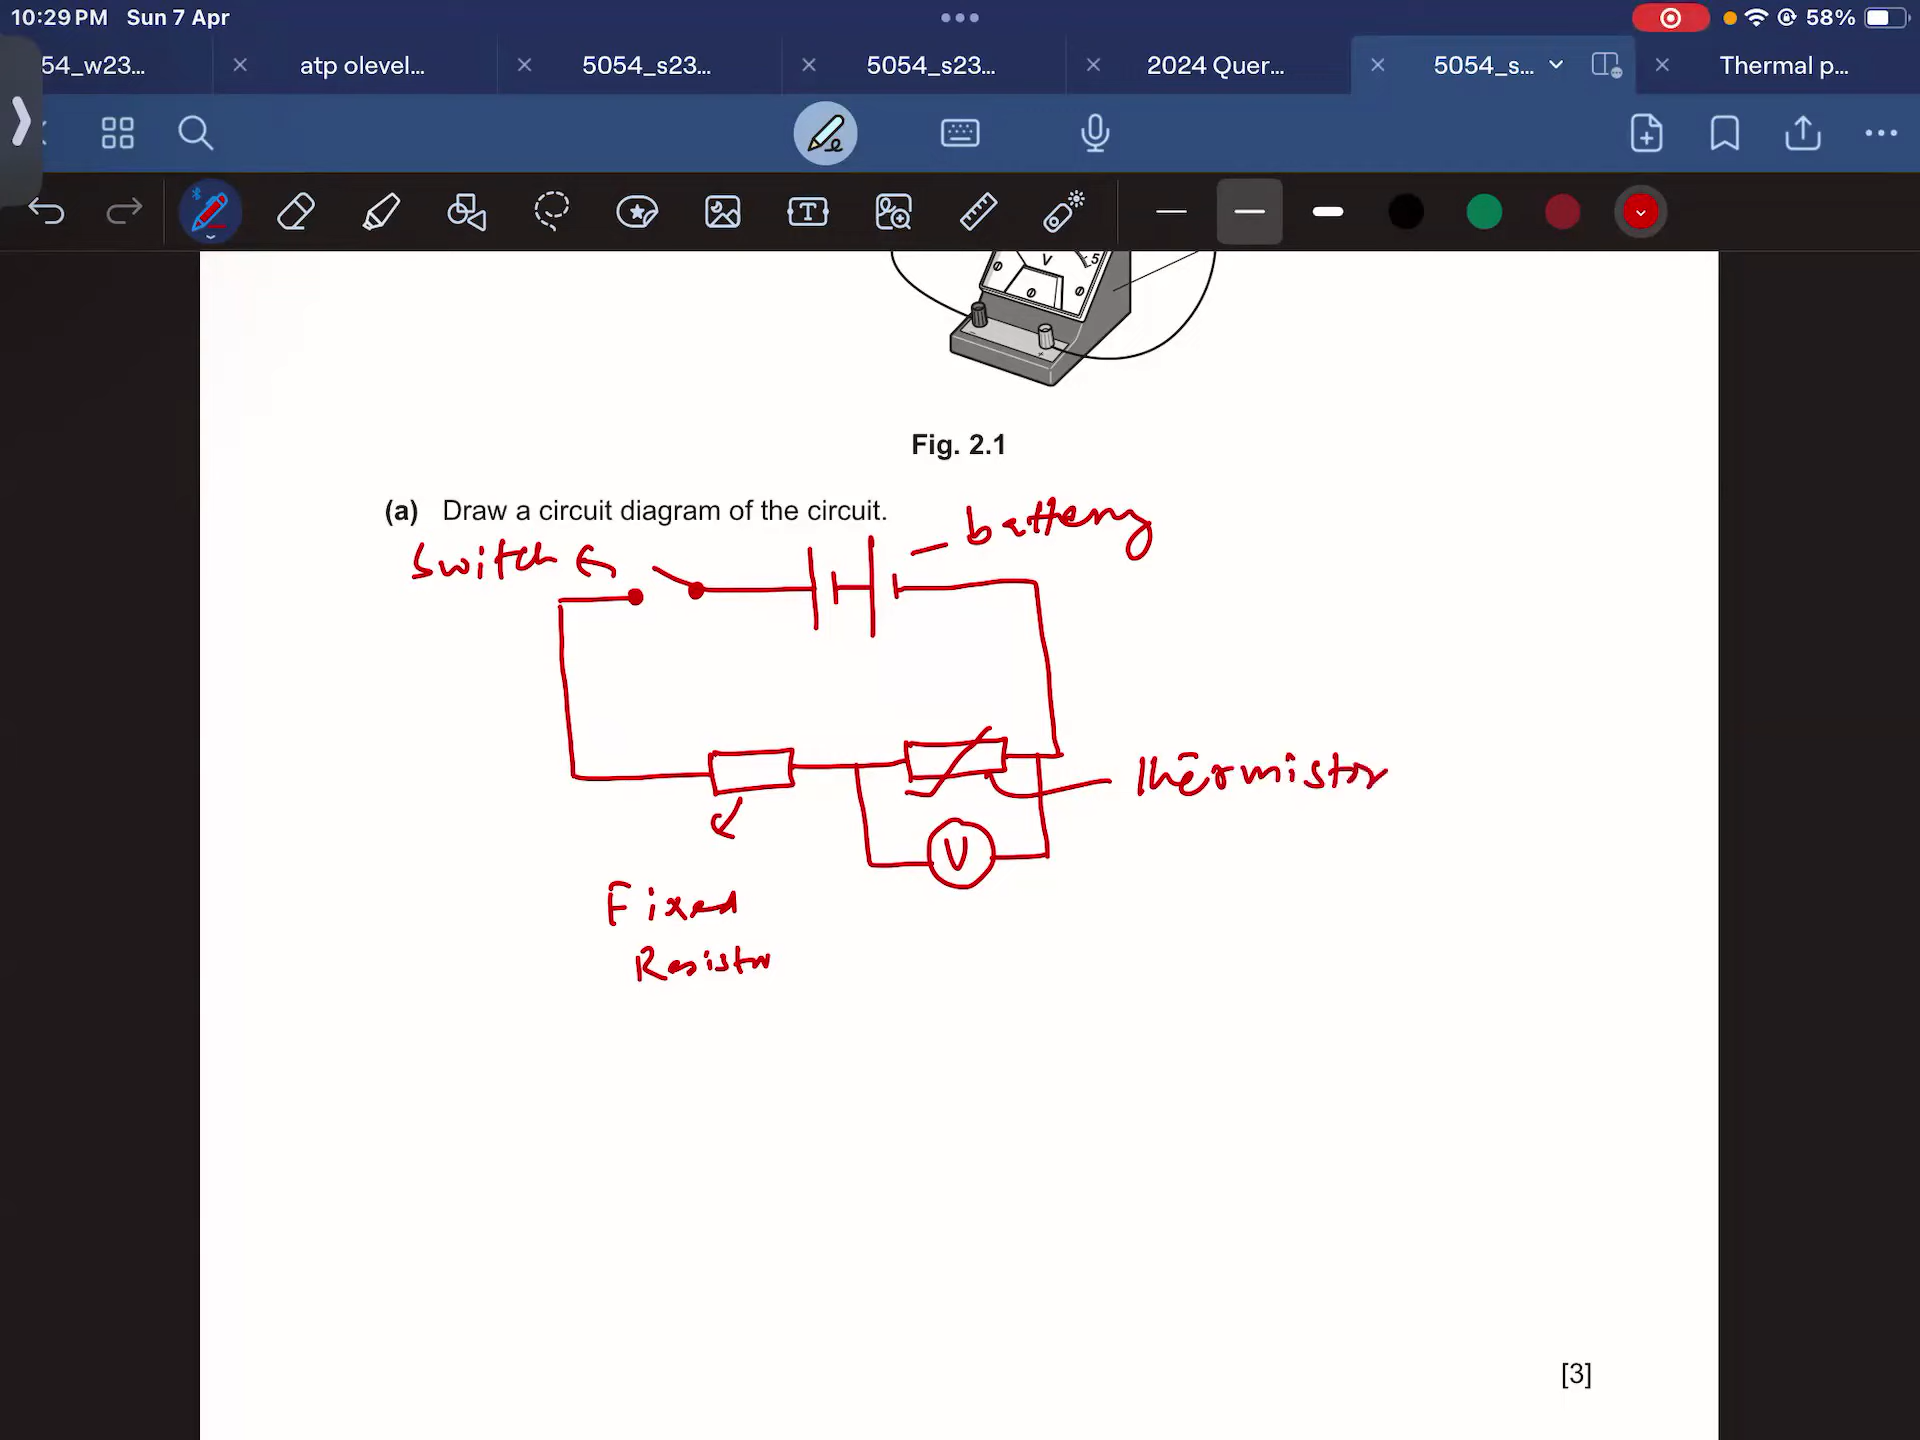 10:29 PM Sun 7 Apr
58%
54_w23...
atp olevel...
5054_s23...
5054_s23...
2024 Quer...
5054_s...
Thermal p...
V
5
Fig. 2.1
(a) Draw a circuit diagram of the circuit.
battery
Switch
Thermistor
V
Fixed
Resistor
[3]